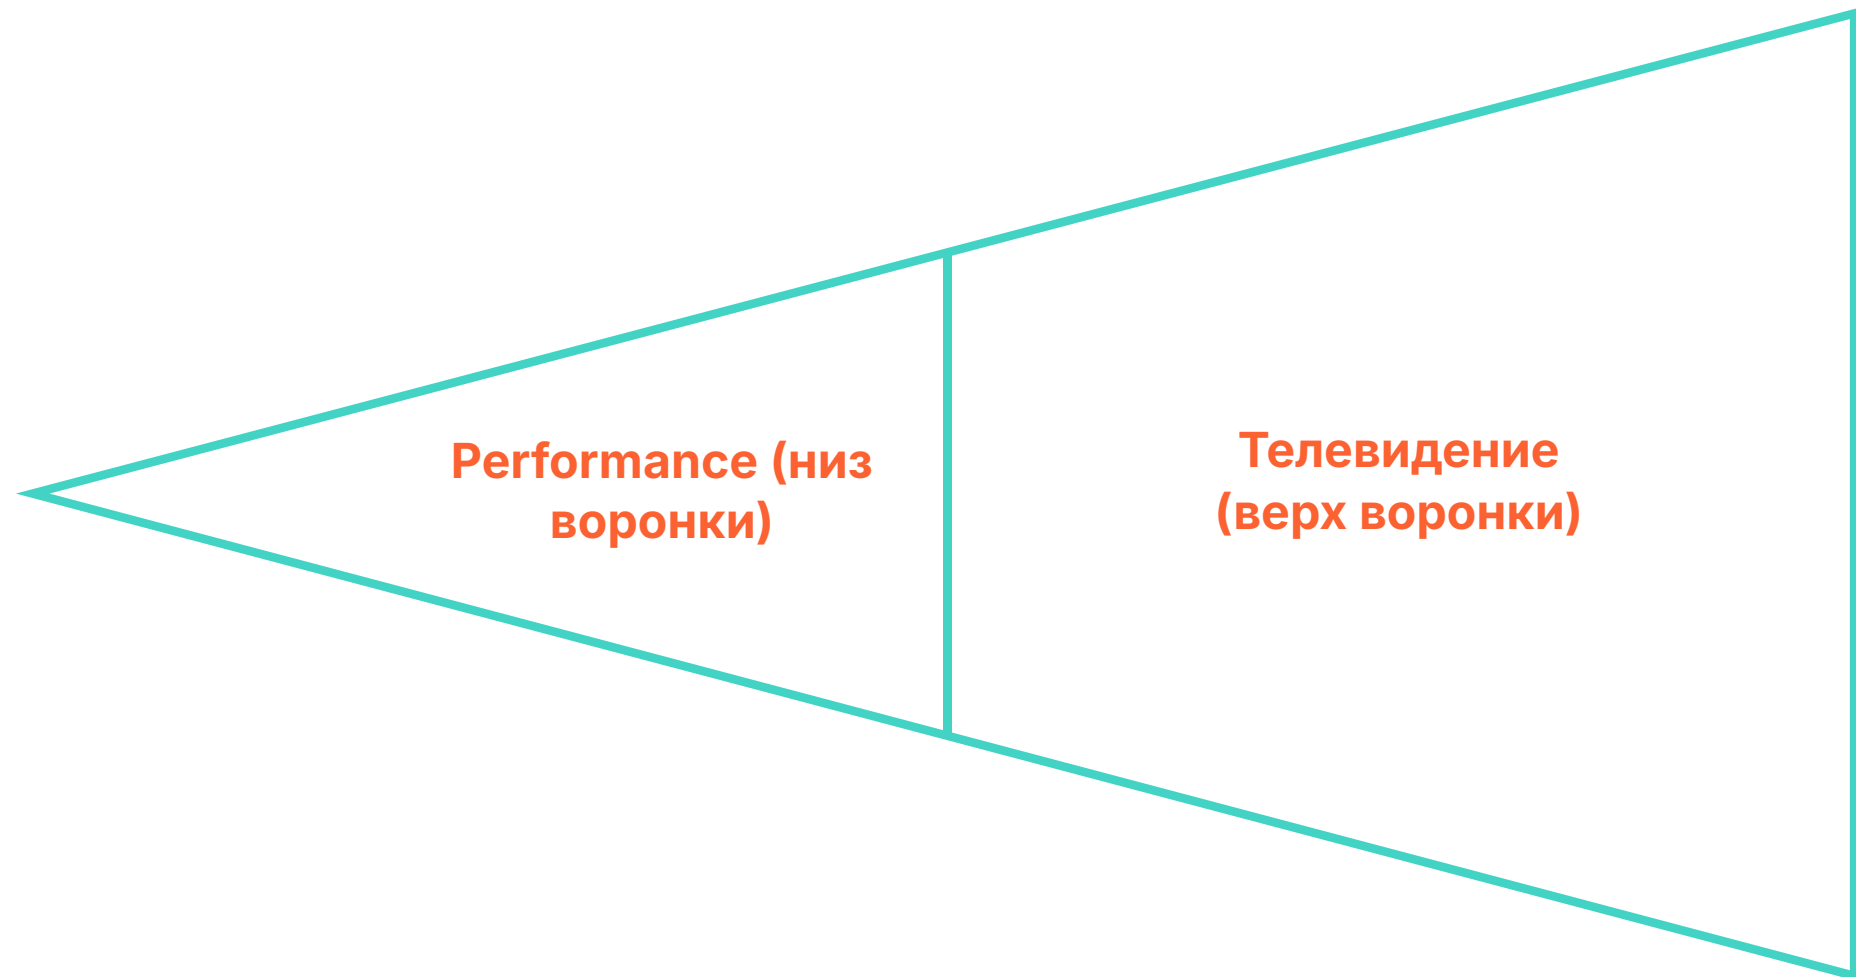 Performance (низ
воронки)
Телевидение
(верх воронки)